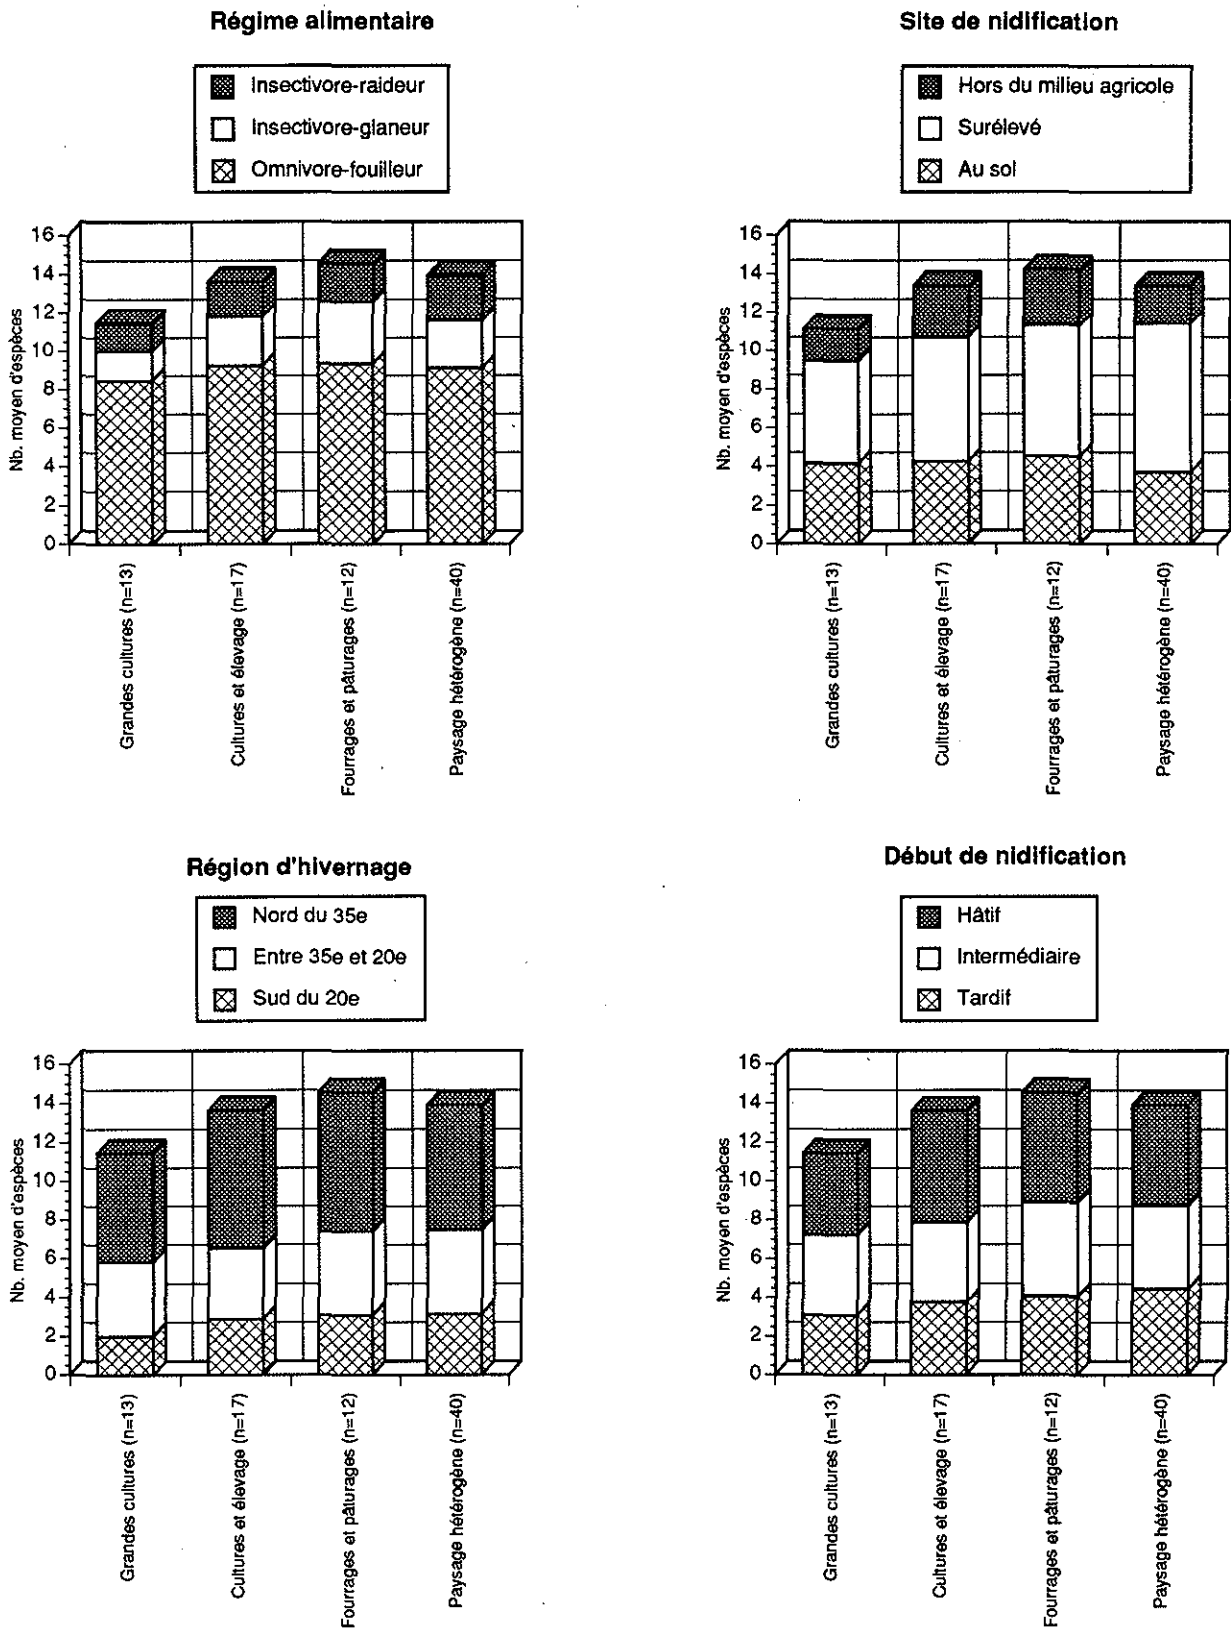 Régime alimentaire
Insectivore-raideur
Insectivore-glaneur
Omnivore-fouilleur
Nb. moyen d'espèces
16
14
12
10
8
6
4
2
0
Grandes cultures (n=13)
Cultures et élevage (n=17)
Fourrages et pâturages (n=12)
Paysage hétérogène (n=40)
Site de nidification
Hors du milieu agricole
Surélevé
Au sol
Nb. moyen d'espèces
16
14
12
10
8
6
4
2
0
Grandes cultures (n=13)
Cultures et élevage (n=17)
Fourrages et pâturages (n=12)
Paysage hétérogène (n=40)
Région d'hivernage
Nord du 35e
Entre 35e et 20e
Sud du 20e
Nb. moyen d'espèces
16
14
12
10
8
6
4
2
0
Grandes cultures (n=13)
Cultures et élevage (n=17)
Fourrages et pâturages (n=12)
Paysage hétérogène (n=40)
Début de nidification
Hâtif
Intermédiaire
Tardif
Nb. moyen d'espèces
16
14
12
10
8
6
4
2
0
Grandes cultures (n=13)
Cultures et élevage (n=17)
Fourrages et pâturages (n=12)
Paysage hétérogène (n=40)